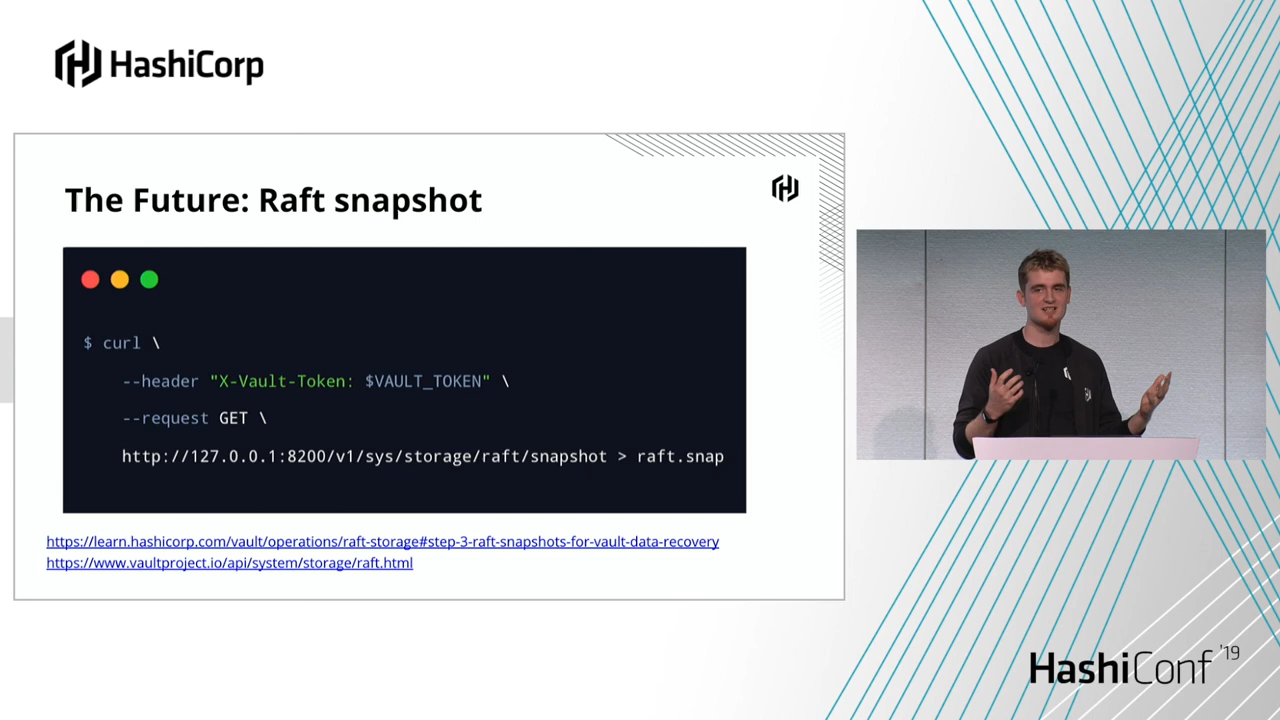 HashiCorp
The Future: Raft snapshot
$ curl \
--header "X-Vault-Token: $VAULT_TOKEN" \
--request GET \
http://127.0.0.1:8200/v1/sys/storage/raft/snapshot > raft.snap
https://learn.hashicorp.com/vault/operations/raft-storage#step-3-raft-snapshots-for-vault-data-recovery
https://www.vaultproject.io/api/system/storage/raft.html
HashiConf '19